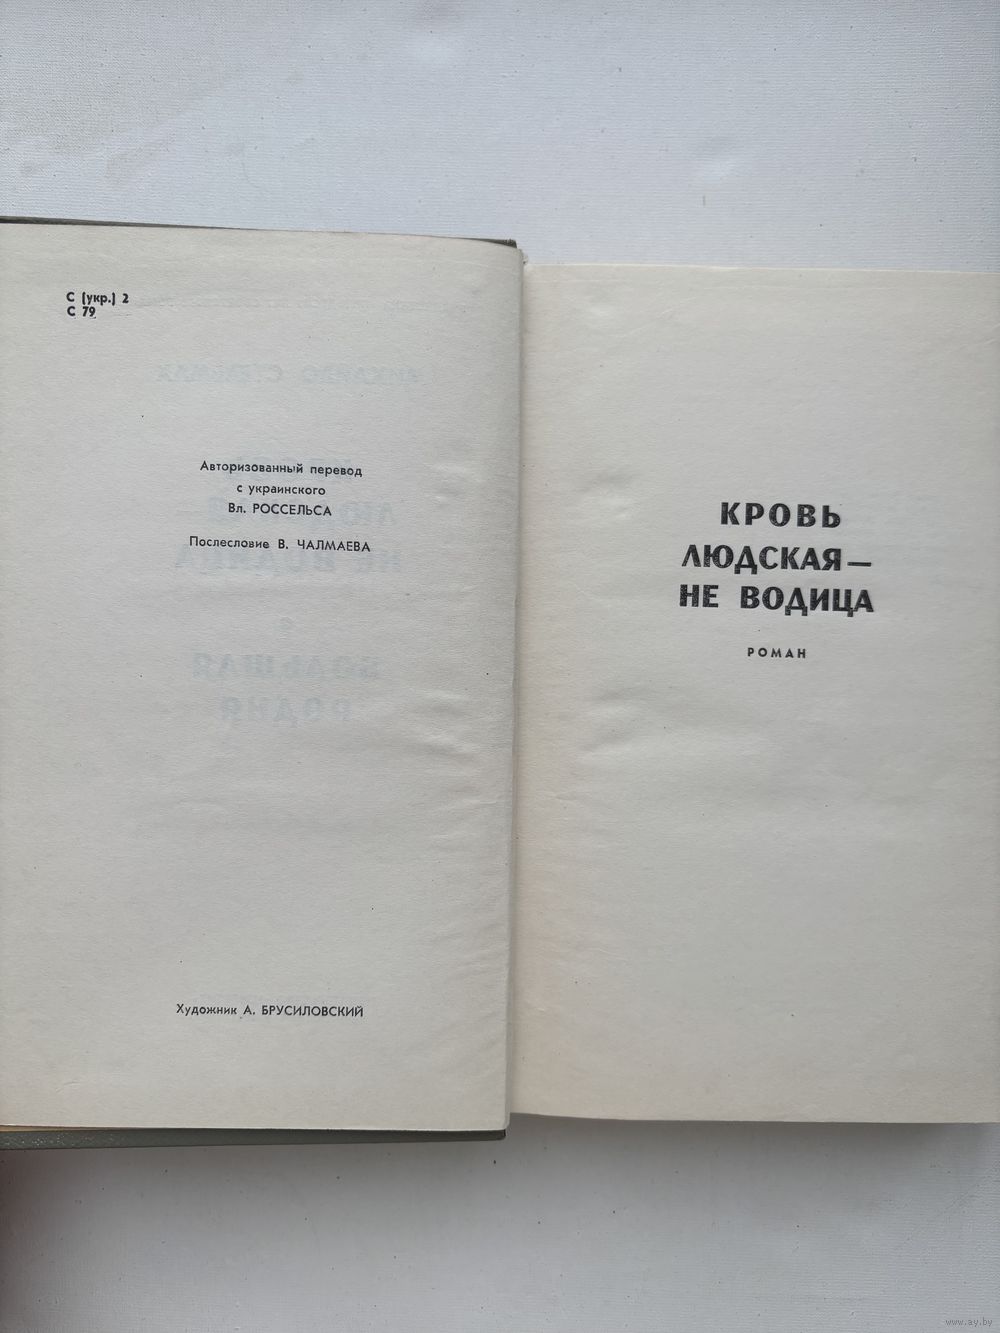 С (укр.) 2
С 79
Авторизованный перевод
с украинского
Вл. РОССЕЛЬСА
Послесловие В. ЧАЛМАЕВА
Художник А. БРУСИЛОВСКИЙ
КРОВЬ
ЛЮДСКАЯ—
НЕ ВОДИЦА
РОМАН
www.ay.by